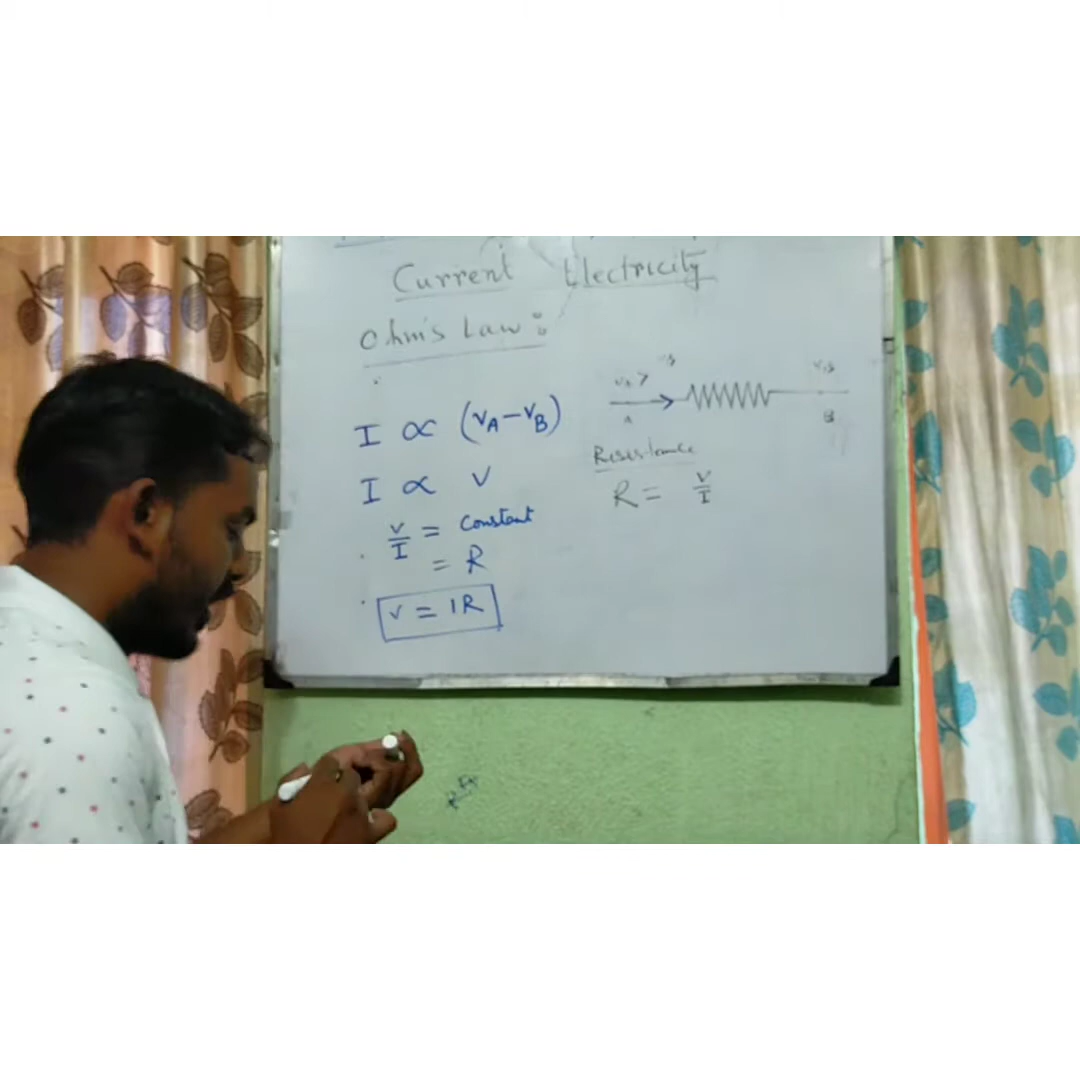 Current Electricity
Ohm's Law:
I ∝ (VA-VB)
I ∝ V
V/I = Constant
= R
V = IR
A
B
Resistance
R = V/I